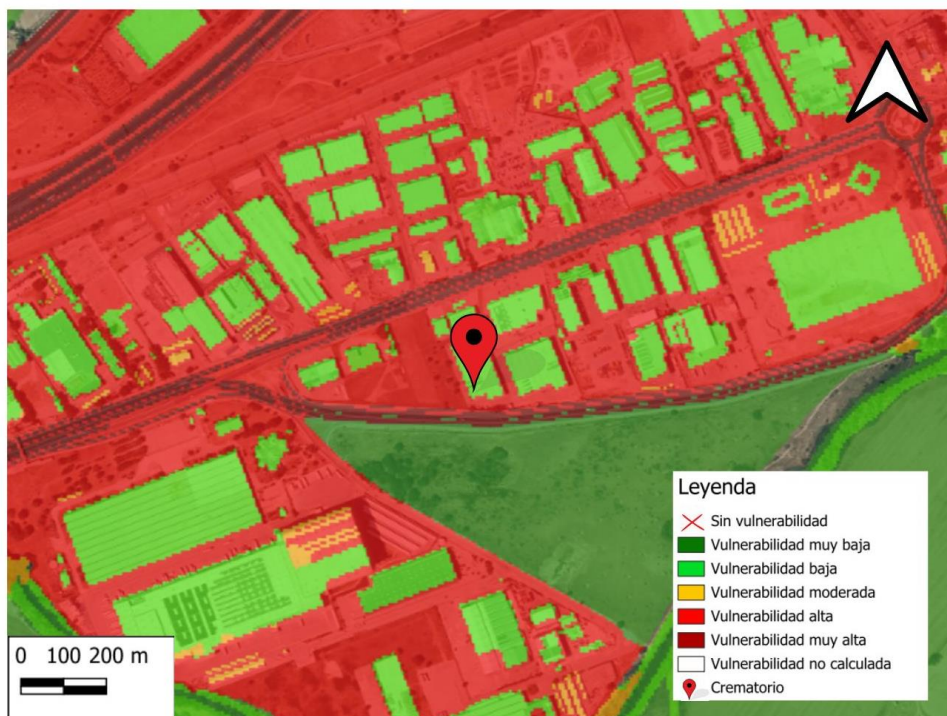 Leyenda
Sin vulnerabilidad
Vulnerabilidad muy baja
Vulnerabilidad baja
Vulnerabilidad moderada
Vulnerabilidad alta
Vulnerabilidad muy alta
Vulnerabilidad no calculada
Crematorio
0 100 200 m